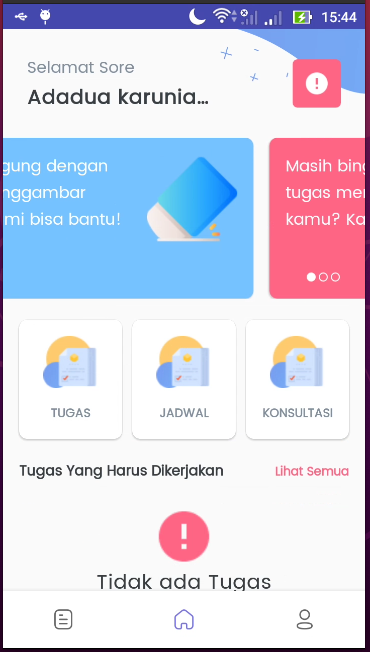 15:44
Selamat Sore
Adadua karunia...
gung dengan
nggambar
mi bisa bantu!
Masih bing
tugas mer
kamu? Ka
TUGAS
JADWAL
KONSULTASI
Tugas Yang Harus Dikerjakan
Lihat Semua
Tidak ada Tugas